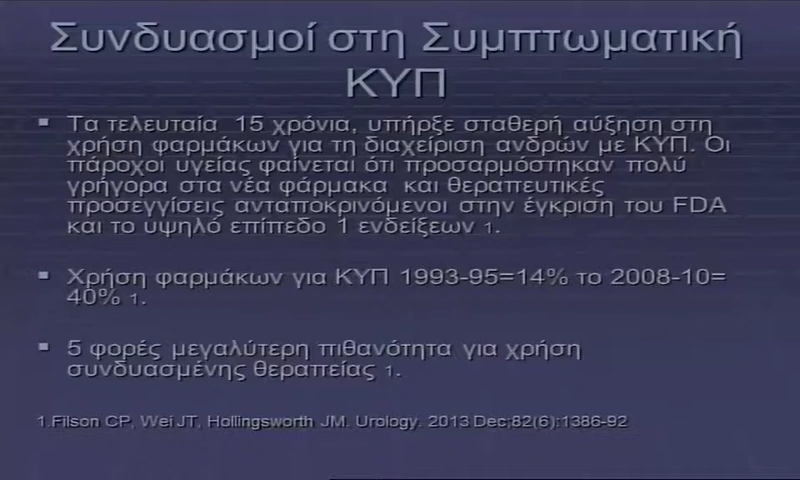 Συνδυασμοί στη Συμπτωματική
ΚΥΠ
▪ Τα τελευταία 15 χρόνια, υπήρξε σταθερή αύξηση στη
χρήση φαρμάκων για τη διαχείριση ανδρών με ΚΥΠ. Οι
πάροχοι υγείας φαίνεται ότι προσαρμόστηκαν πολύ
γρήγορα στα νέα φάρμακα και θεραπευτικές
προσεγγίσεις ανταποκρινόμενοι στην έγκριση του FDA
και το υψηλό επίπεδο 1 ενδείξεων 1.
▪ Χρήση φαρμάκων για ΚΥΠ 1993-95=14% το 2008-10=
40% 1.
▪ 5 φορές μεγαλύτερη πιθανότητα για χρήση
συνδυασμένης θεραπείας 1.
1.Filson CP, Wei JT, Hollingsworth JM. Urology. 2013 Dec;82(6):1386-92